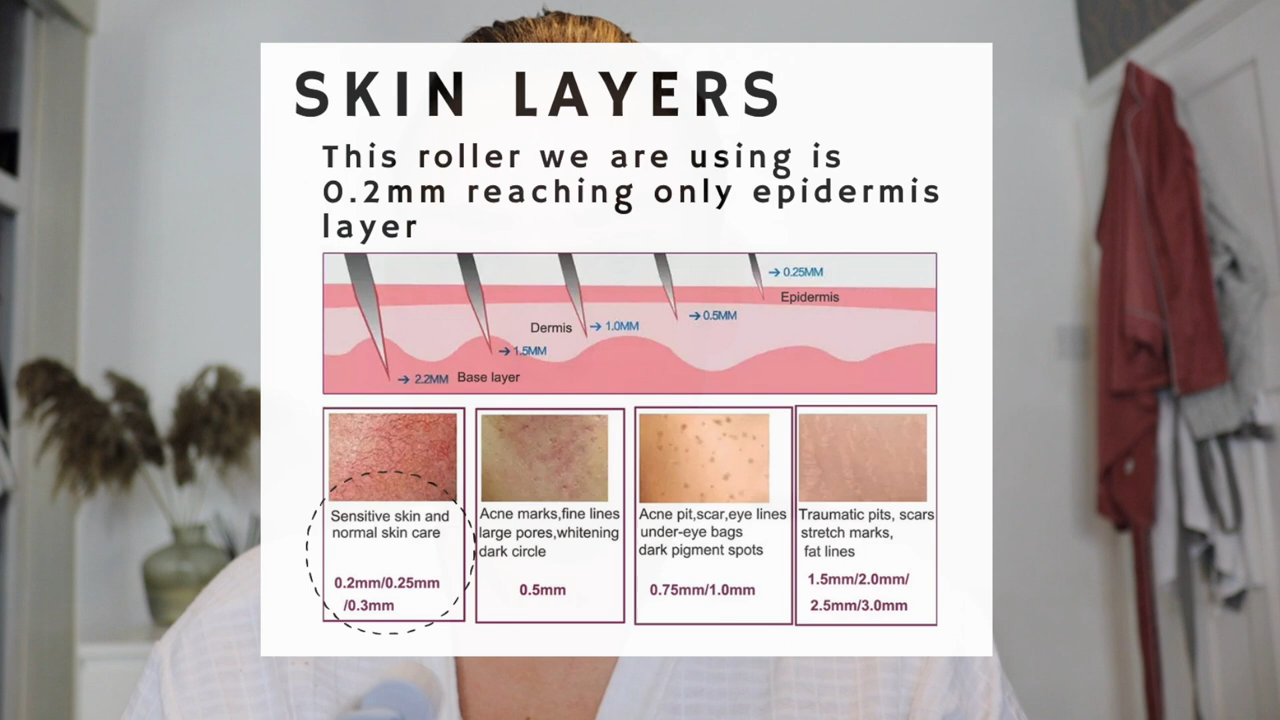 SKIN LAYERS
This roller we are using is
0.2mm reaching only epidermis
layer
0.25MM
Epidermis
0.5MM
Dermis
1.0MM
1.5MM
2.2MM
Base layer
Sensitive skin and
normal skin care
0.2mm/0.25mm
/0.3mm
Acne marks,fine lines
large pores,whitening
dark circle
0.5mm
Acne pit,scar,eye lines
under-eye bags
dark pigment spots
0.75mm/1.0mm
Traumatic pits, scars
stretch marks,
fat lines
1.5mm/2.0mm/
2.5mm/3.0mm